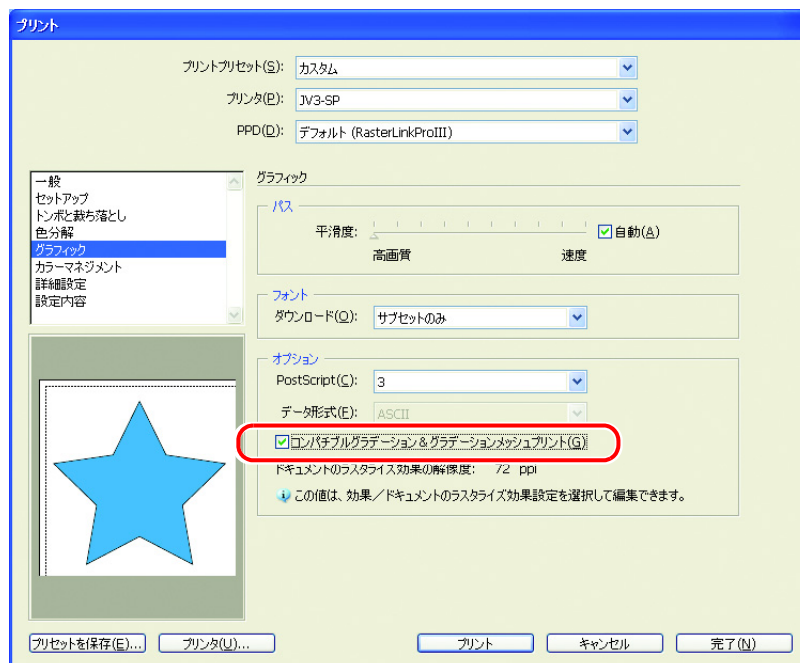 プリント
プリントプリセット(S): カスタム
プリンタ(P): JV3-SP
PPD(D): デフォルト (RasterLinkProIII)
一般
セットアップ
トンボと裁ち落とし
色分解
グラフィック
カラーマネジメント
詳細設定
設定内容
グラフィック
パス
平滑度: 自動(A)
高画質 速度
フォント
ダウンロード(O): サブセットのみ
オプション
PostScript(C): 3
データ形式(F): ASCII
コンパチブルグラデーション＆グラデーションメッシュプリント(G)
ドキュメントのラスタライズ効果の解像度: 72 ppi
この値は、効果／ドキュメントのラスタライズ効果設定を選択して編集できます。
プリセットを保存(E)... プリンタ(U)... プリント キャンセル 完了(N)